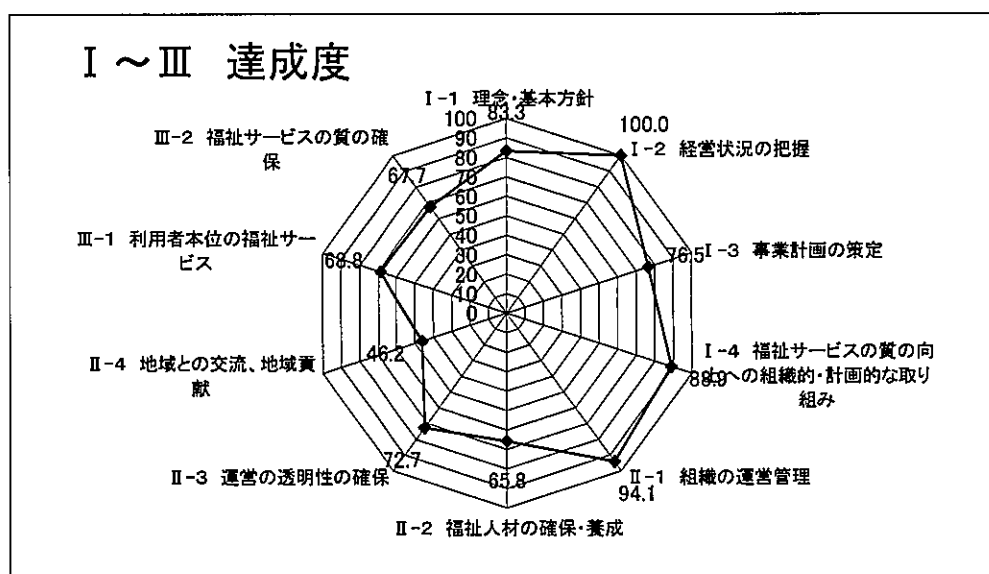 Ⅰ～Ⅲ 達成度
Ⅰ-1 理念・基本方針
83.3
100
90
80
70
60
50
40
30
20
10
0
100.0
Ⅰ-2 経営状況の把握
76.5
Ⅰ-3 事業計画の策定
Ⅰ-4 福祉サービスの質の向
上への組織的・計画的な取り
組み
88.9
Ⅱ-1 組織の運営管理
94.1
65.8
Ⅱ-2 福祉人材の確保・養成
72.7
Ⅱ-3 運営の透明性の確保
46.2
Ⅱ-4 地域との交流、地域貢
献
68.8
Ⅲ-1 利用者本位の福祉サー
ビス
67.7
Ⅲ-2 福祉サービスの質の確
保